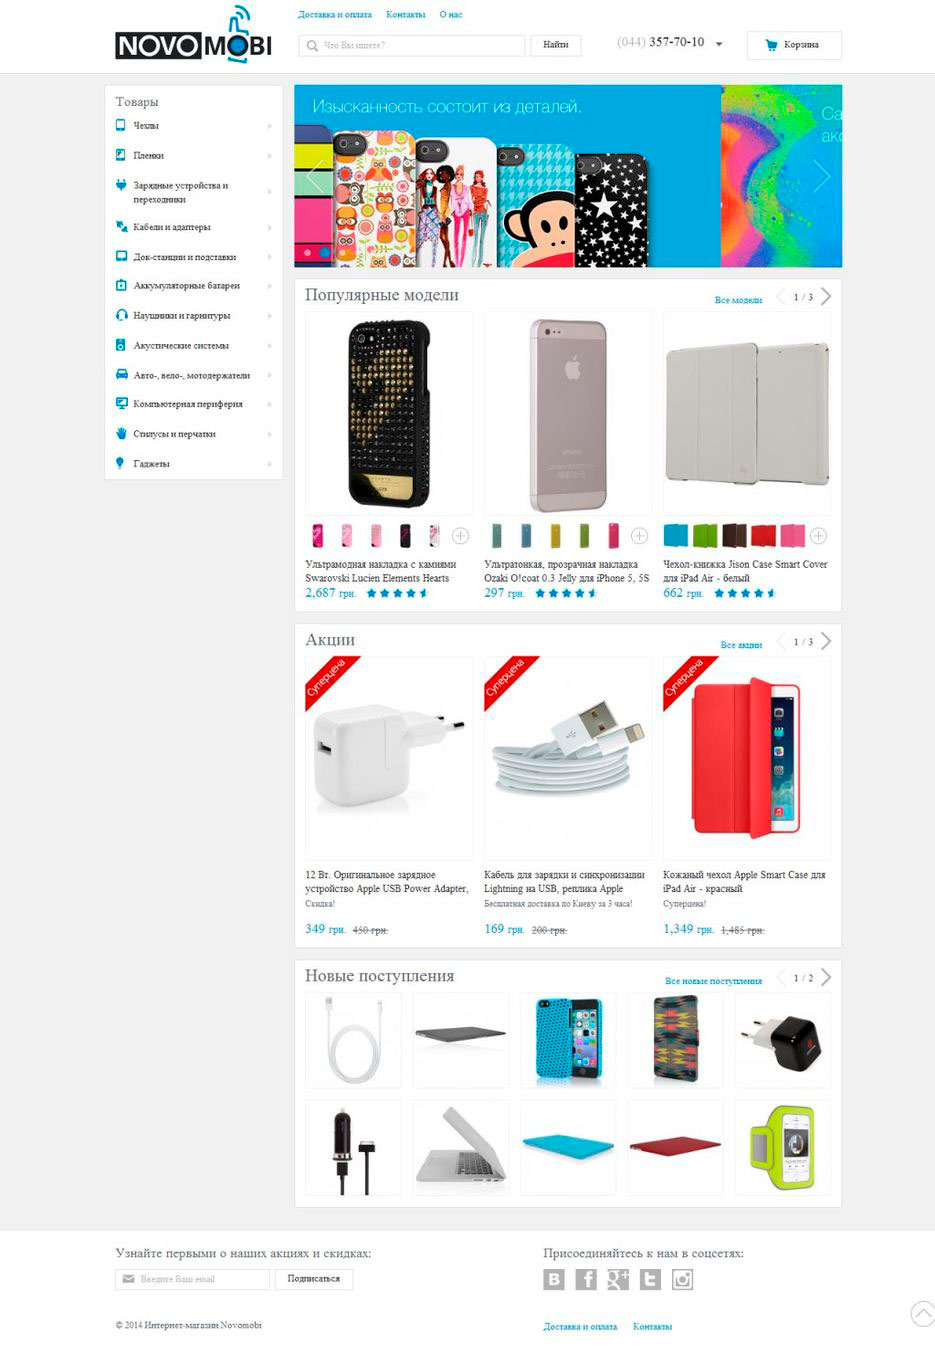 Доставка и оплата Контакты О нас
NOVOMOBI
Что Вы ищете? Найти (044) 357-70-10 Корзина
Товары
Чехлы
Пленки
Зарядные устройства и
переходники
Кабели и адаптеры
Док-станции и подставки
Аккумуляторные батареи
Наушники и гарнитуры
Акустические системы
Авто-, вело-, мотодержатели
Компьютерная периферия
Стилусы и перчатки
Гаджеты
Изысканность состоит из деталей.
Са
акс
Популярные модели Все модели 1 / 3
Ультрамодная накладка с камнями
Swarovski Lucien Elements Hearts
2,687 грн.
Ультратонкая, прозрачная накладка
Ozaki O!coat 0.3 Jelly для iPhone 5, 5S
297 грн.
Чехол-книжка Jison Case Smart Cover
для iPad Air - белый
662 грн.
Акции Все акции 1 / 3
Суперцена
Суперцена
Суперцена
12 Вт. Оригинальное зарядное
устройство Apple USB Power Adapter,
Скидка!
349 грн. 450 грн.
Кабель для зарядки и синхронизации
Lightning на USB, реплика Apple
Бесплатная доставка по Киеву за 3 часа!
169 грн. 200 грн.
Кожаный чехол Apple Smart Case для
iPad Air - красный
Суперцена!
1,349 грн. 1,485 грн.
Новые поступления Все новые поступления 1 / 2
Узнайте первыми о наших акциях и скидках:
Введите Ваш email Подписаться
Присоединяйтесь к нам в соцсетях:
© 2014 Интернет-магазин Novomobi
Доставка и оплата Контакты